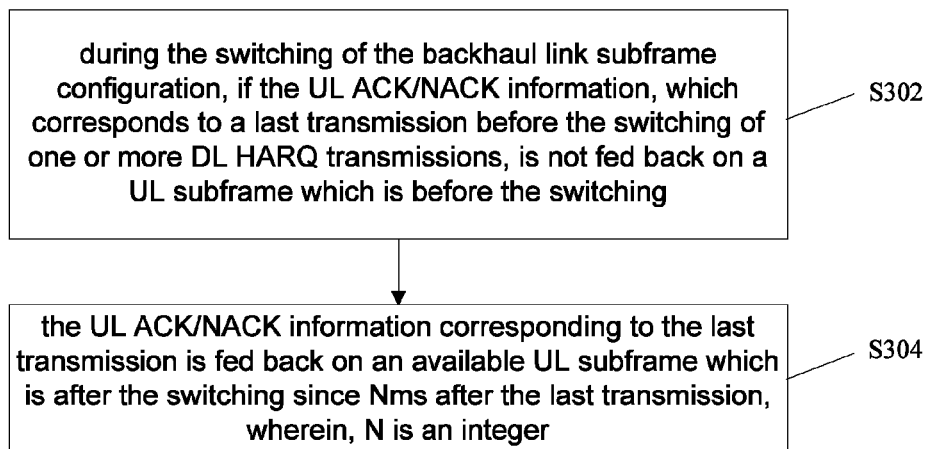 during the switching of the backhaul link subframe
configuration, if the UL ACK/NACK information, which
corresponds to a last transmission before the switching of
one or more DL HARQ transmissions, is not fed back on a
UL subframe which is before the switching
S302
the UL ACK/NACK information corresponding to the last
transmission is fed back on an available UL subframe which
is after the switching since Nms after the last transmission,
wherein, N is an integer
S304